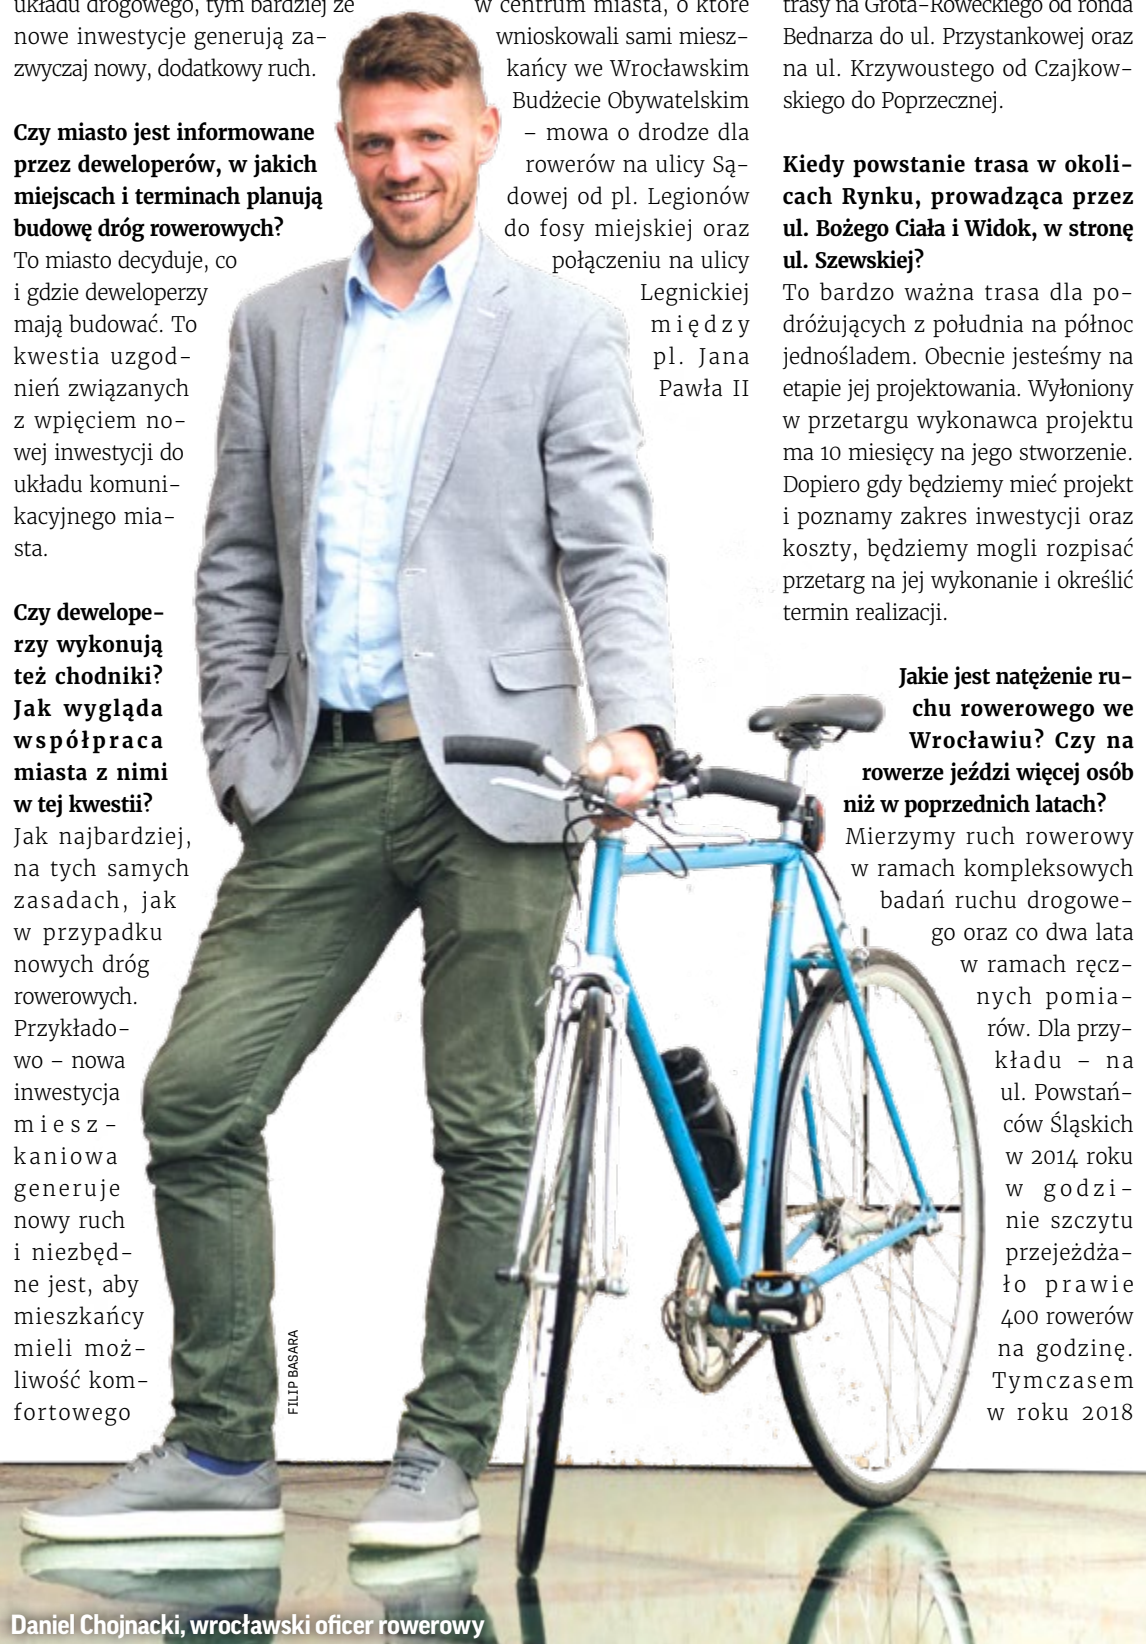 układu drogowego, tym bardziej że
nowe inwestycje generują za-
zwyczaj nowy, dodatkowy ruch.
Czy miasto jest informowane
przez deweloperów, w jakich
miejscach i terminach planują
budowę dróg rowerowych?
To miasto decyduje, co
i gdzie deweloperzy
mają budować. To
kwestia uzgod-
nień związanych
z wpięciem no-
wej inwestycji do
układu komuni-
kacyjnego mia-
sta.
Czy dewelope-
rzy wykonują
też chodniki?
Jak wygląda
współpraca
miasta z nimi
w tej kwestii?
Jak najbardziej,
na tych samych
zasadach, jak
w przypadku
nowych dróg
rowerowych.
Przykłado-
wo – nowa
inwestycja
miesz-
kaniowa
generuje
nowy ruch
i niezbęd-
ne jest, aby
mieszkańcy
mieli moż-
liwość kom-
fortowego
w centrum miasta, o które
wnioskowali sami miesz-
kańcy we Wrocławskim
Budżecie Obywatelskim
– mowa o drodze dla
rowerów na ulicy Są-
dowej od pl. Legionów
do fosy miejskiej oraz
połączeniu na ulicy
Legnickiej
między
pl. Jana
Pawła II
trasy na Grota-Roweckiego od ronda
Bednarza do ul. Przystankowej oraz
na ul. Krzywoustego od Czajkow-
skiego do Poprzecznej.
Kiedy powstanie trasa w okoli-
cach Rynku, prowadząca przez
ul. Bożego Ciała i Widok, w stronę
ul. Szewskiej?
To bardzo ważna trasa dla po-
dróżujących z południa na północ
jednośladem. Obecnie jesteśmy na
etapie jej projektowania. Wyłoniony
w przetargu wykonawca projektu
ma 10 miesięcy na jego stworzenie.
Dopiero gdy będziemy mieć projekt
i poznamy zakres inwestycji oraz
koszty, będziemy mogli rozpisać
przetarg na jej wykonanie i określić
termin realizacji.
Jakie jest natężenie ru-
chu rowerowego we
Wrocławiu? Czy na
rowerze jeździ więcej osób
niż w poprzednich latach?
Mierzymy ruch rowerowy
w ramach kompleksowych
badań ruchu drogowe-
go oraz co dwa lata
w ramach ręcz-
nych pomia-
rów. Dla przy-
kładu – na
ul. Powstań-
ców Śląskich
w 2014 roku
w godzi-
nie szczytu
przejeżdża-
ło prawie
400 rowerów
na godzinę.
Tymczasem
w roku 2018
FILIP BASARA
Daniel Chojnacki, wrocławski oficer rowerowy